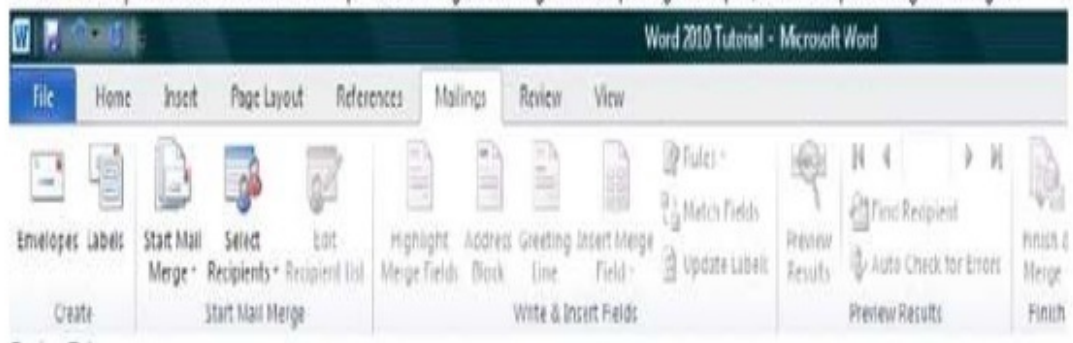 Word 2010 Tutorial - Microsoft Word
File Home Insert Page Layout References Mailings Review View
Envelopes Labels Start Mail Merge Select Recipients Edit Recipient List Highlight Merge Fields Address Block Greeting Line Insert Merge Field Rules Match Fields Update Labels Preview Results Find Recipient Auto Check for Errors Finish & Merge
Create Start Mail Merge Write & Insert Fields Preview Results Finish